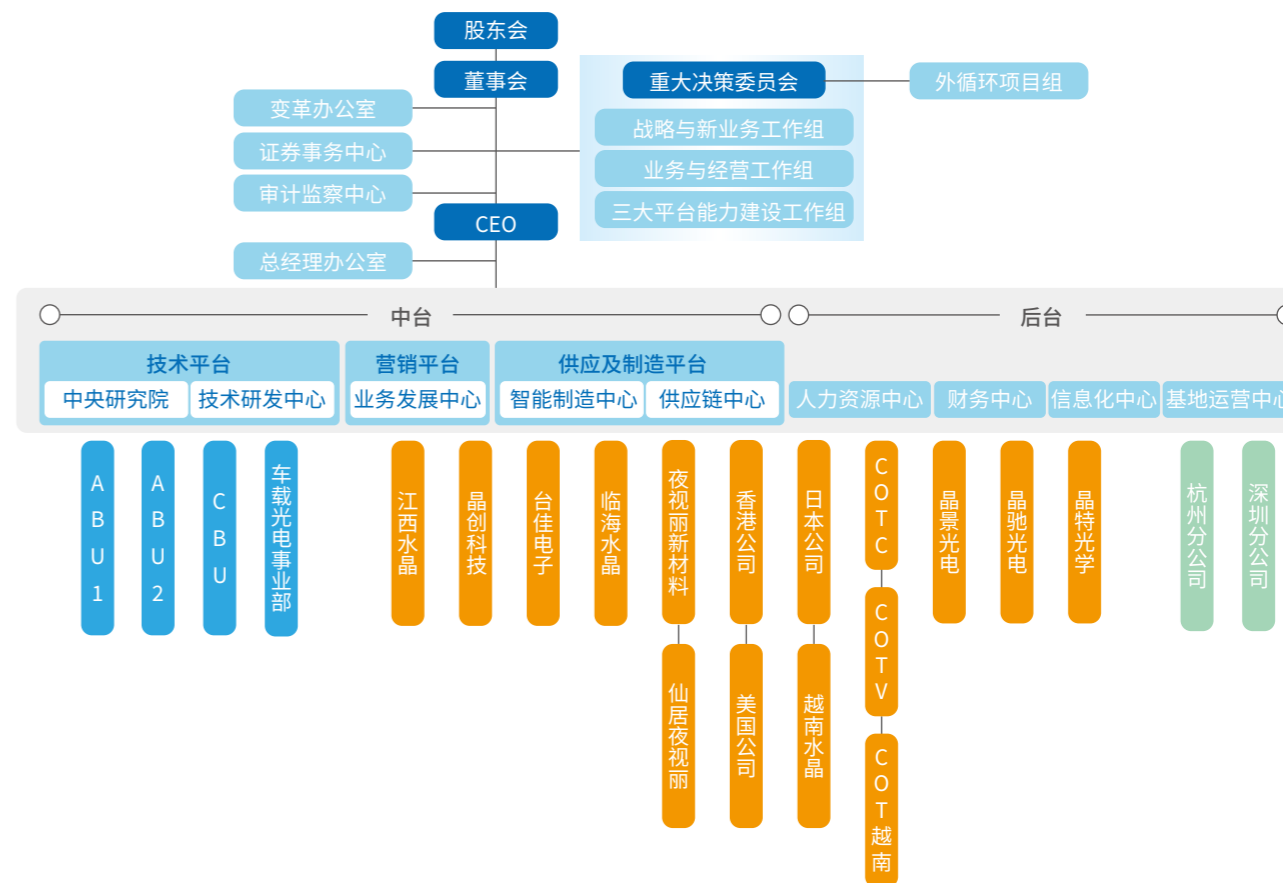 股东会
董事会
重大决策委员会
外循环项目组
变革办公室
战略与新业务工作组
证券事务中心
业务与经营工作组
审计监察中心
三大平台能力建设工作组
CEO
总经理办公室
中台
后台
技术平台
营销平台
供应及制造平台
中央研究院
技术研发中心
业务发展中心
智能制造中心
供应链中心
人力资源中心
财务中心
信息化中心
基地运营中心
ABU1
ABU2
CBU
车载光电事业部
江西水晶
晶创科技
台佳电子
临海水晶
夜视丽新材料
香港公司
日本公司
COTC
晶景光电
晶驰光电
晶特光学
杭州分公司
深圳分公司
仙居夜视丽
美国公司
越南水晶
COTV
COT越南